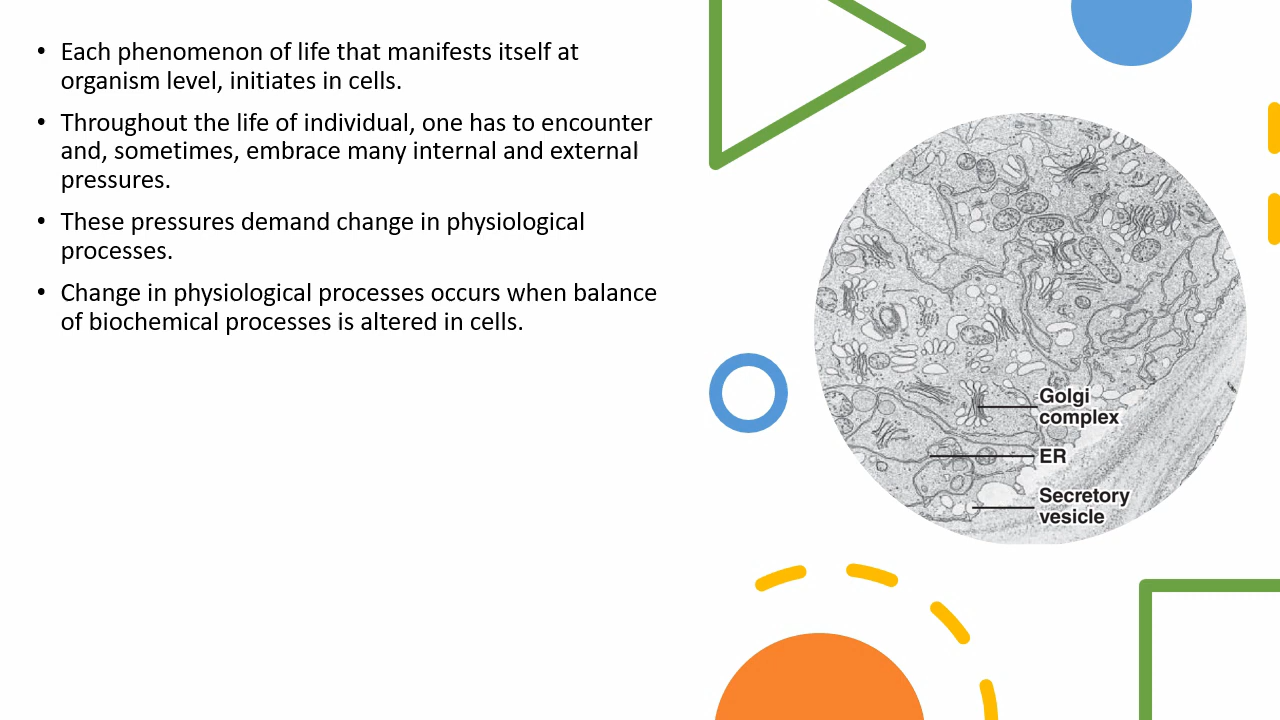 • Each phenomenon of life that manifests itself at
organism level, initiates in cells.
• Throughout the life of individual, one has to encounter
and, sometimes, embrace many internal and external
pressures.
• These pressures demand change in physiological
processes.
• Change in physiological processes occurs when balance
of biochemical processes is altered in cells.
Golgi
complex
ER
Secretory
vesicle